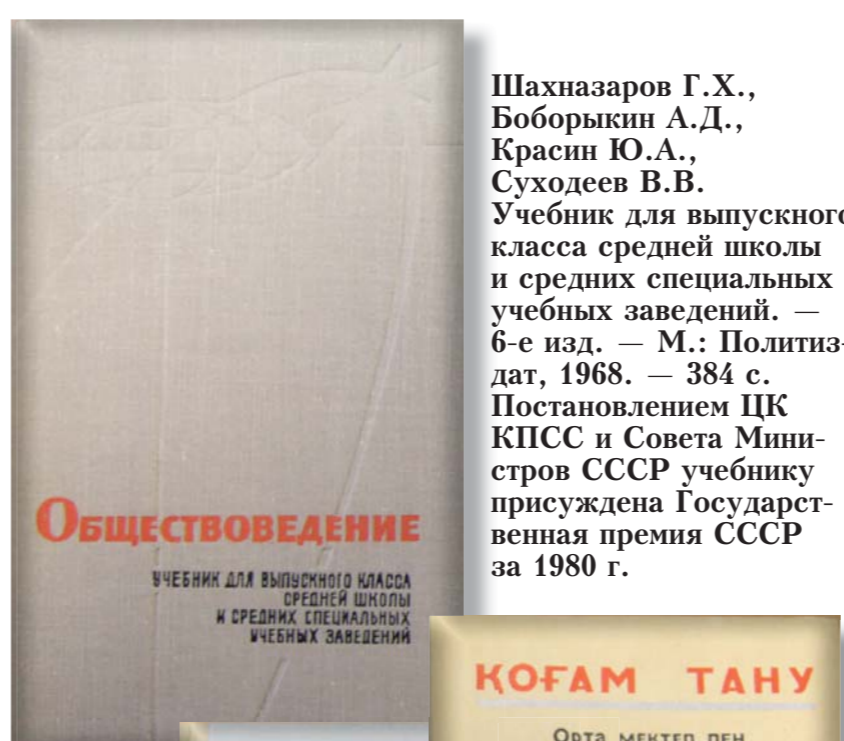 Шахназаров Г.Х.,
Боборыкин А.Д.,
Красин Ю.А.,
Суходеев В.В.
Учебник для выпускного
класса средней школы
и средних специальных
учебных заведений. —
6-е изд. — М.: Политиз-
дат, 1968. — 384 с.
Постановлением ЦК
КПСС и Совета Мини-
стров СССР учебнику
присуждена Государст-
венная премия СССР
за 1980 г.
Обществоведение
УЧЕБНИК ДЛЯ ВЫПУСКНОГО КЛАССА
СРЕДНЕЙ ШКОЛЫ
И СРЕДНИХ СПЕЦИАЛЬНЫХ
УЧЕБНЫХ ЗАВЕДЕНИЙ
ҚОҒАМ ТАНУ
Орта мектеп пен